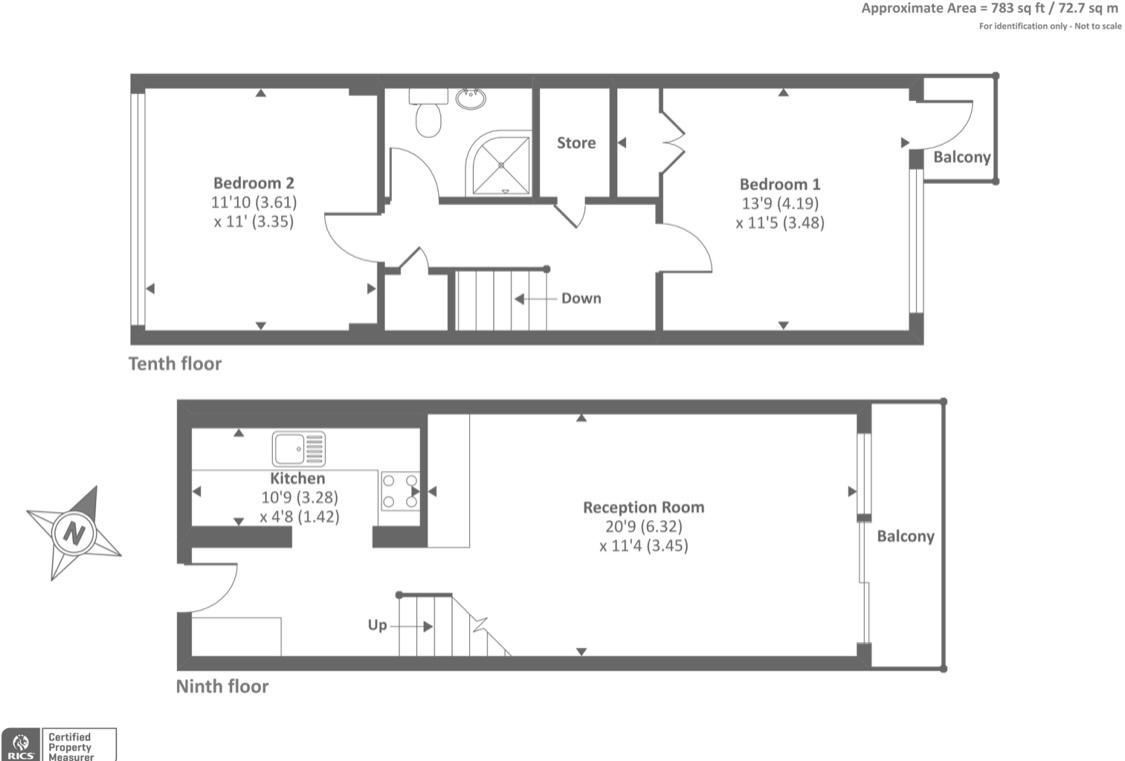 Approximate Area = 783 sq ft / 72.7 sq m
For identification only - Not to scale
Bedroom 2
11'10 (3.61)
x 11' (3.35)
Store
Bedroom 1
13'9 (4.19)
x 11'5 (3.48)
Balcony
Down
Tenth floor
Kitchen
10'9 (3.28)
x 4'8 (1.42)
Reception Room
20'9 (6.32)
x 11'4 (3.45)
Balcony
N
Up
Ninth floor
RICS
Certified
Property
Measurer